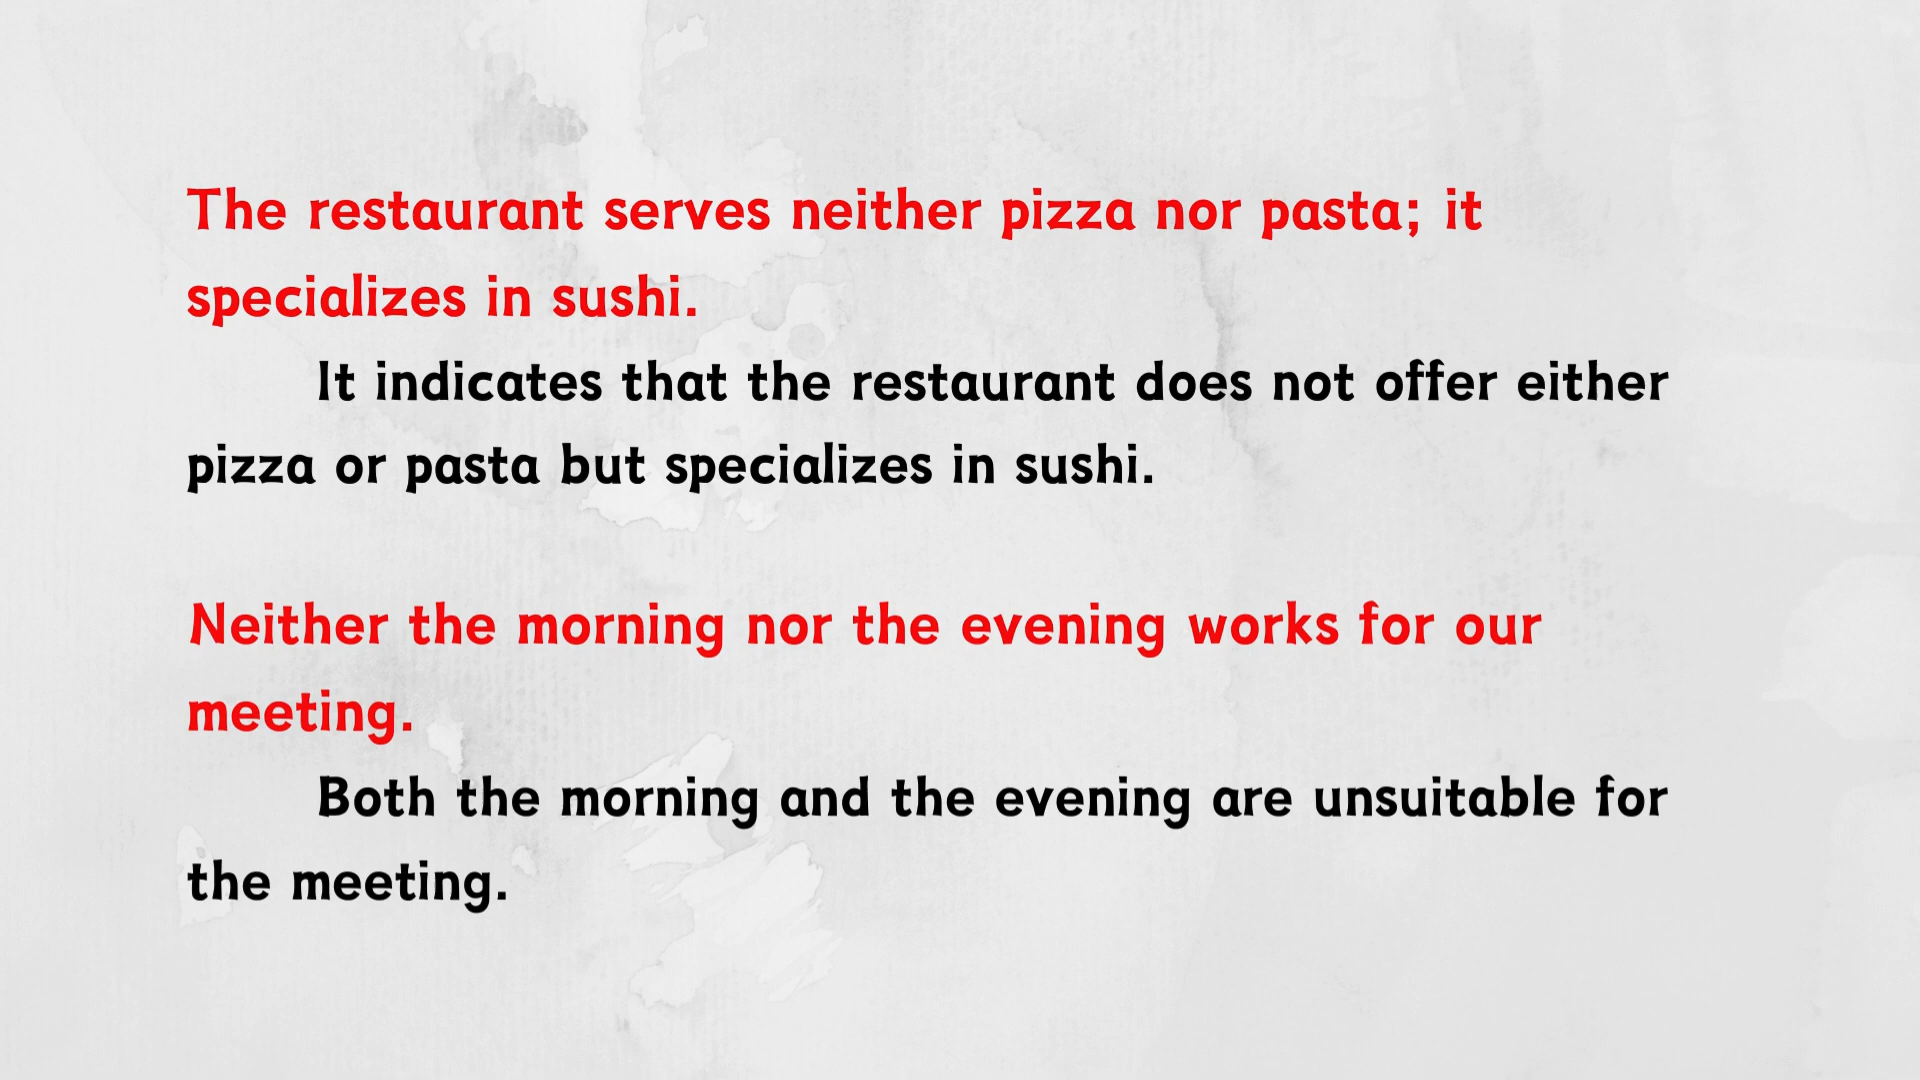 The restaurant serves neither pizza nor pasta; it
specializes in sushi.
It indicates that the restaurant does not offer either
pizza or pasta but specializes in sushi.
Neither the morning nor the evening works for our
meeting.
Both the morning and the evening are unsuitable for
the meeting.